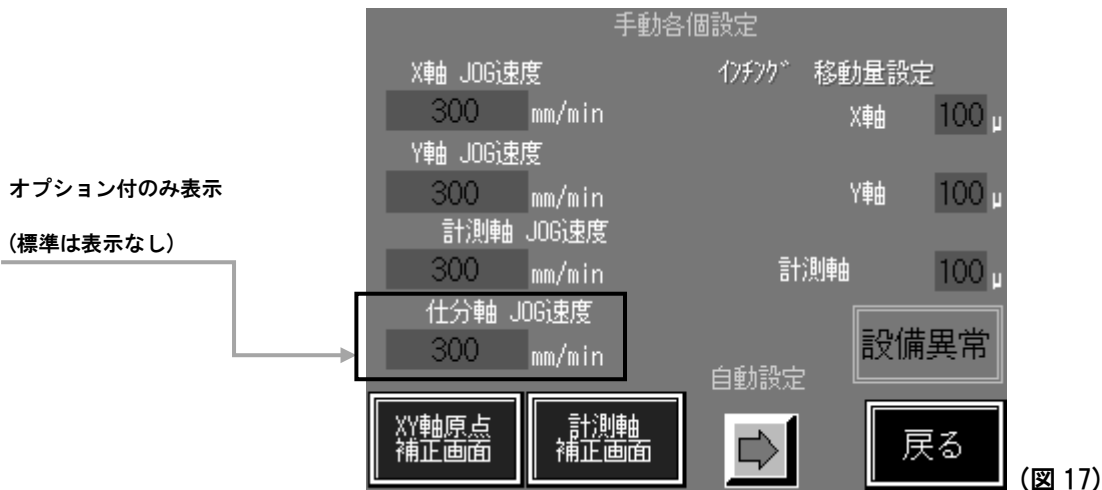 手動各個設定
X軸 JOG速度
300 mm/min
Y軸 JOG速度
300 mm/min
計測軸 JOG速度
300 mm/min
仕分軸 JOG速度
300 mm/min
ｲﾝﾁﾝｸﾞ 移動量設定
X軸 100 μ
Y軸 100 μ
計測軸 100 μ
設備異常
自動設定
XY軸原点
補正画面
計測軸
補正画面
戻る
オプション付のみ表示
(標準は表示なし)
(図 17)